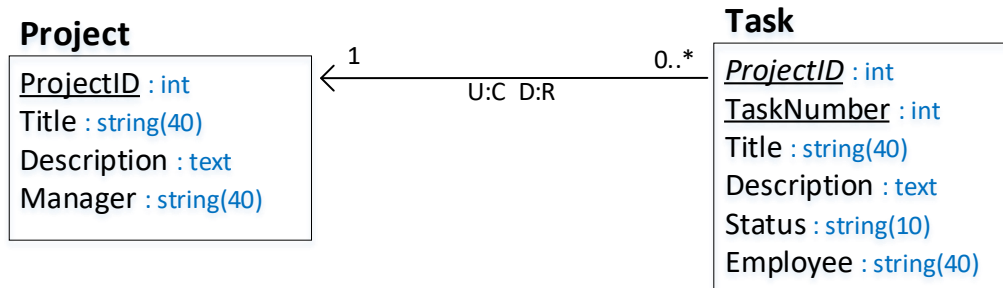 Project
ProjectID : int
Title : string(40)
Description : text
Manager : string(40)
1
0..*
U:C D:R
Task
ProjectID : int
TaskNumber : int
Title : string(40)
Description : text
Status : string(10)
Employee : string(40)